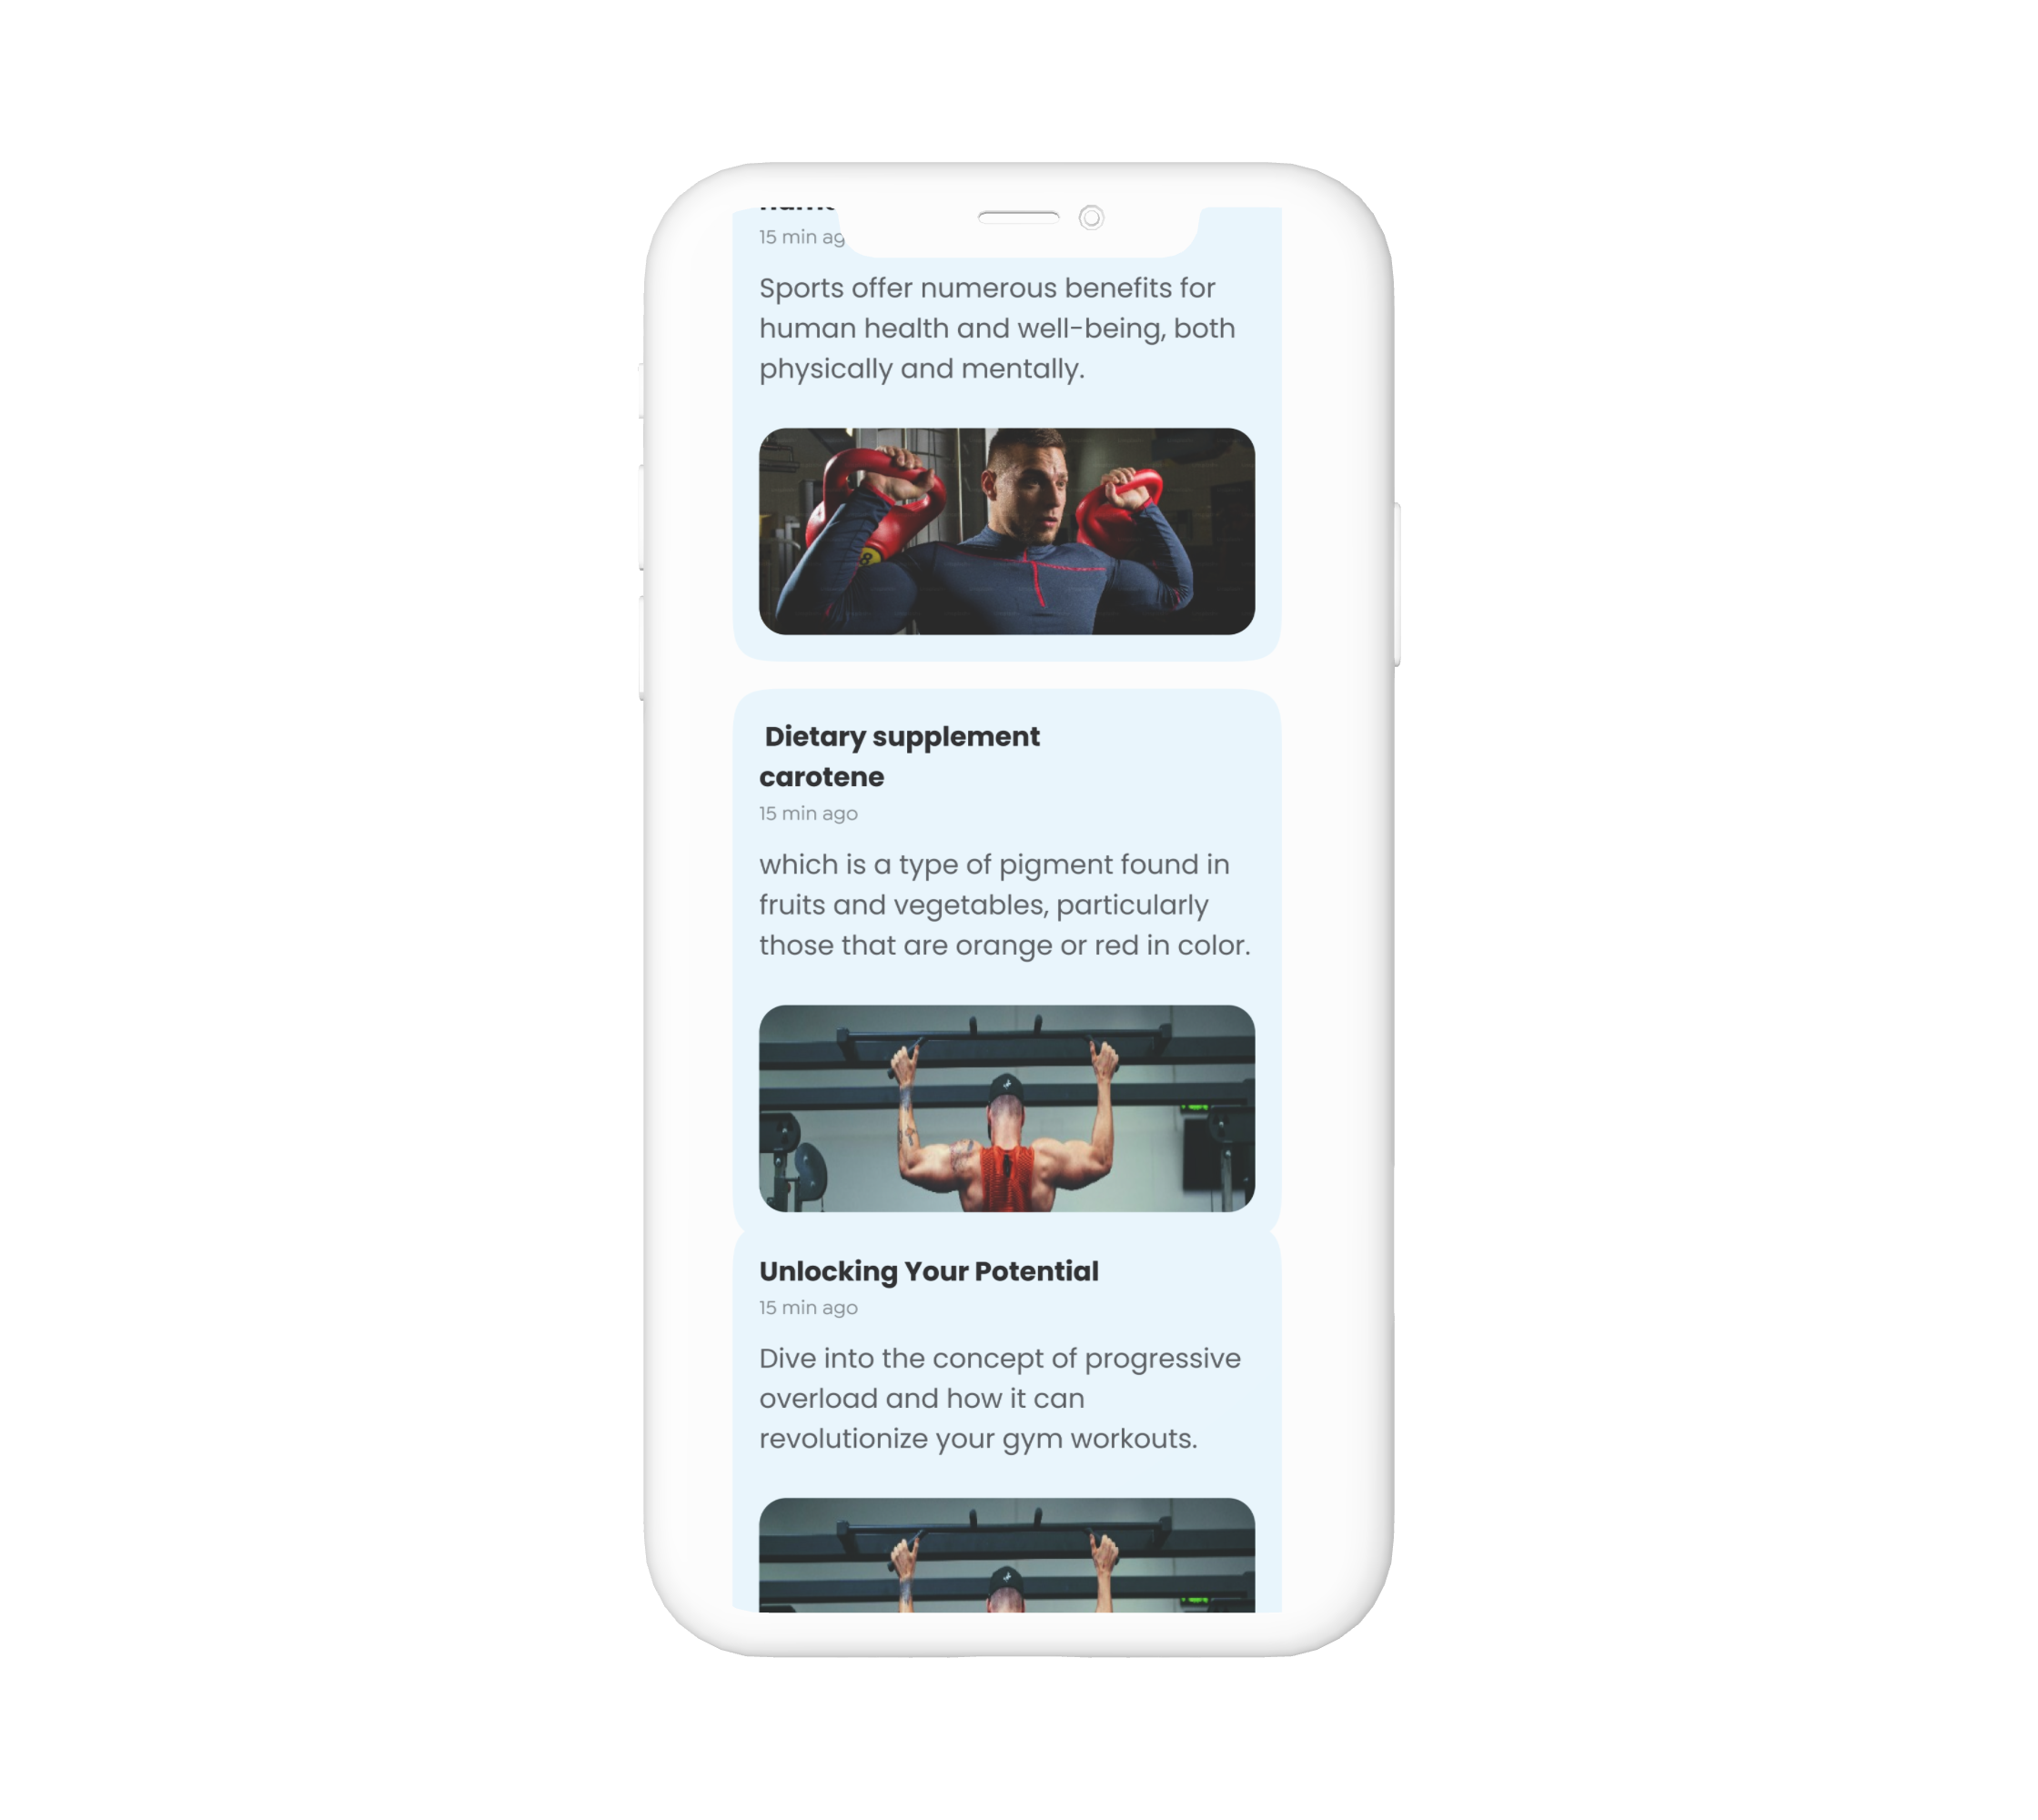 15 min ag
Sports offer numerous benefits for
human health and well-being, both
physically and mentally.
8
Dietary supplement
carotene
15 min ago
which is a type of pigment found in
fruits and vegetables, particularly
those that are orange or red in color.
Unlocking Your Potential
15 min ago
Dive into the concept of progressive
overload and how it can
revolutionize your gym workouts.